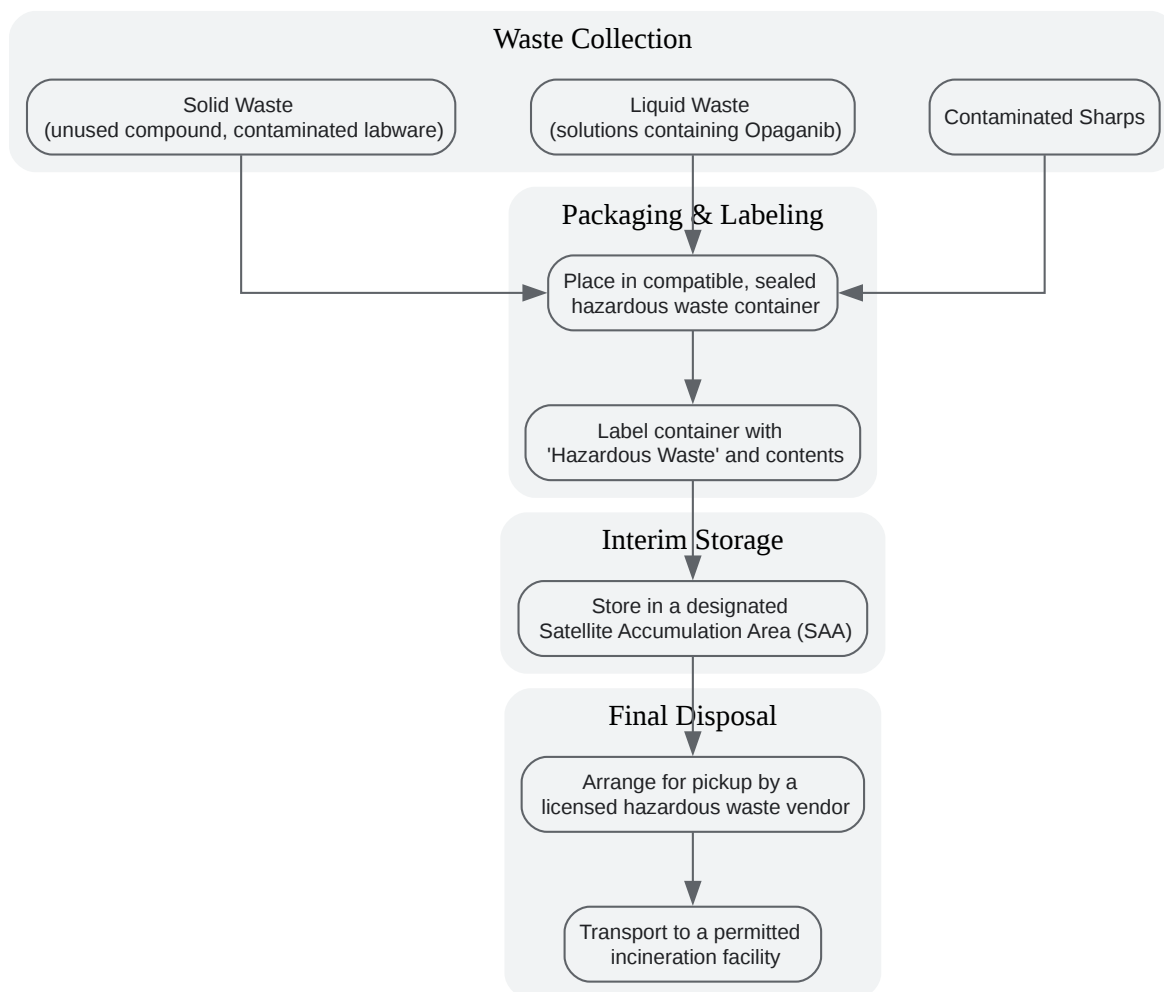 Waste Collection
Solid Waste
(unused compound, contaminated labware)
Liquid Waste
(solutions containing Opaganib)
Contaminated Sharps
Packaging & Labeling
Place in compatible, sealed
hazardous waste container
Label container with
'Hazardous Waste' and contents
Interim Storage
Store in a designated
Satellite Accumulation Area (SAA)
Final Disposal
Arrange for pickup by a
licensed hazardous waste vendor
Transport to a permitted
incineration facility